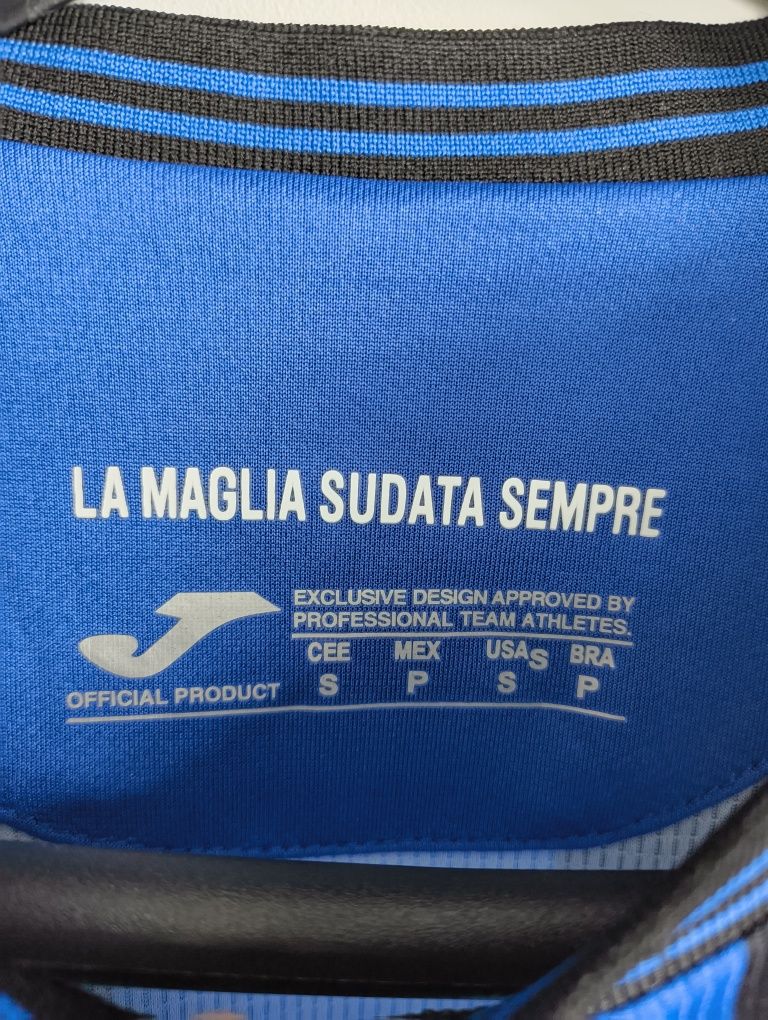 LA MAGLIA SUDATA SEMPRE
EXCLUSIVE DESIGN APPROVED BY
PROFESSIONAL TEAM ATHLETES.
CEE MEX USA S BRA
S P S P
OFFICIAL PRODUCT